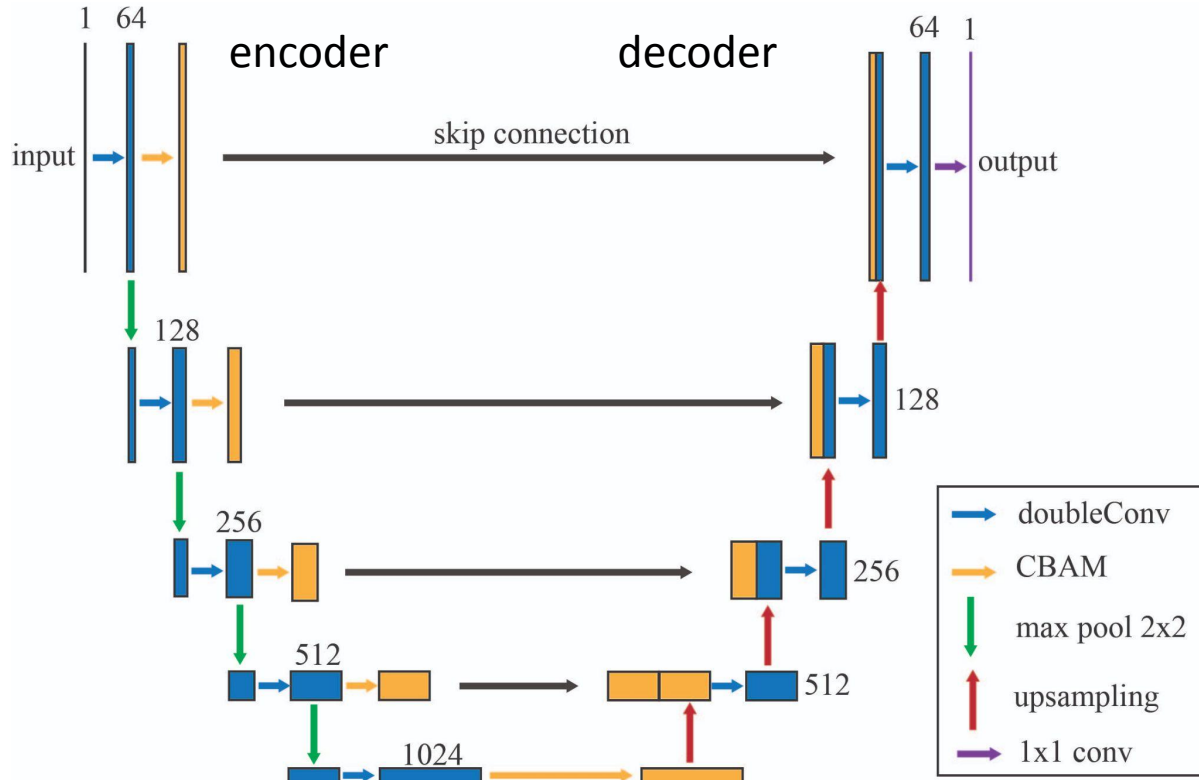 1 64
encoder
decoder
64 1
input
skip connection
output
128
128
256
256
512
512
1024
doubleConv
CBAM
max pool 2x2
upsampling
1x1 conv